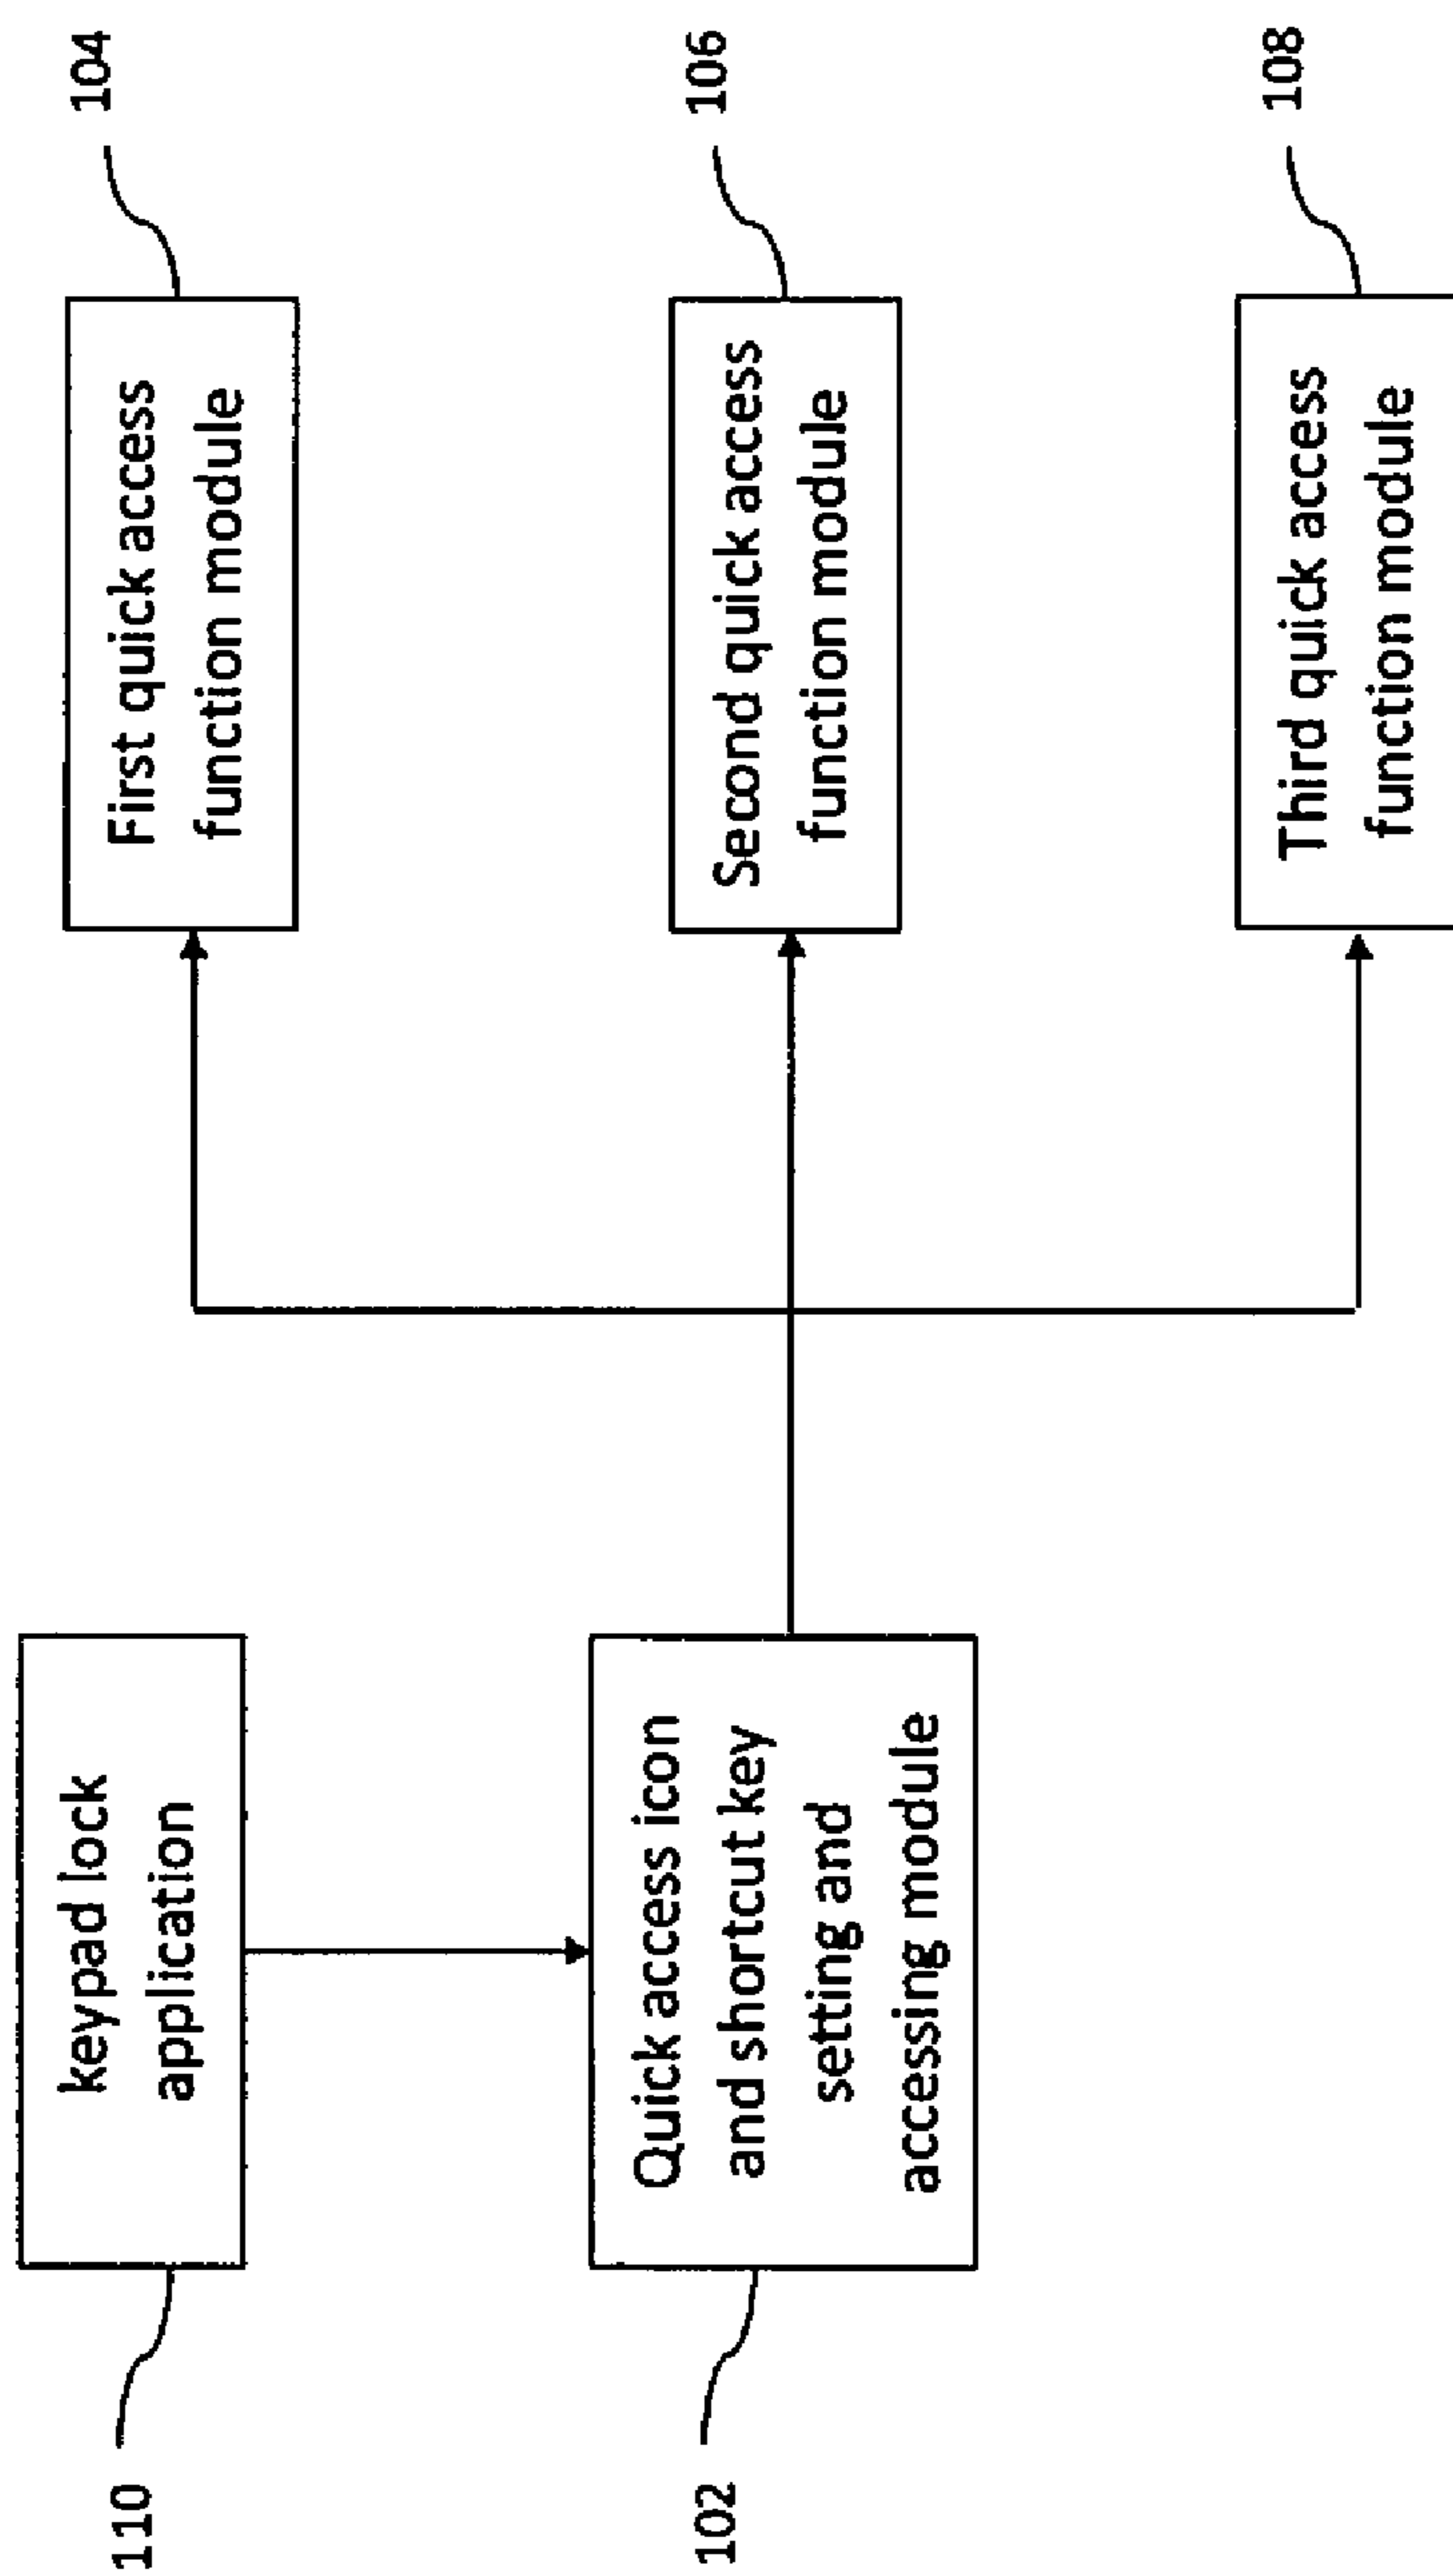 110
keypad lock
application
102
Quick access icon
and shortcut key
setting and
accessing module
First quick access
function module
104
Second quick access
function module
106
Third quick access
function module
108